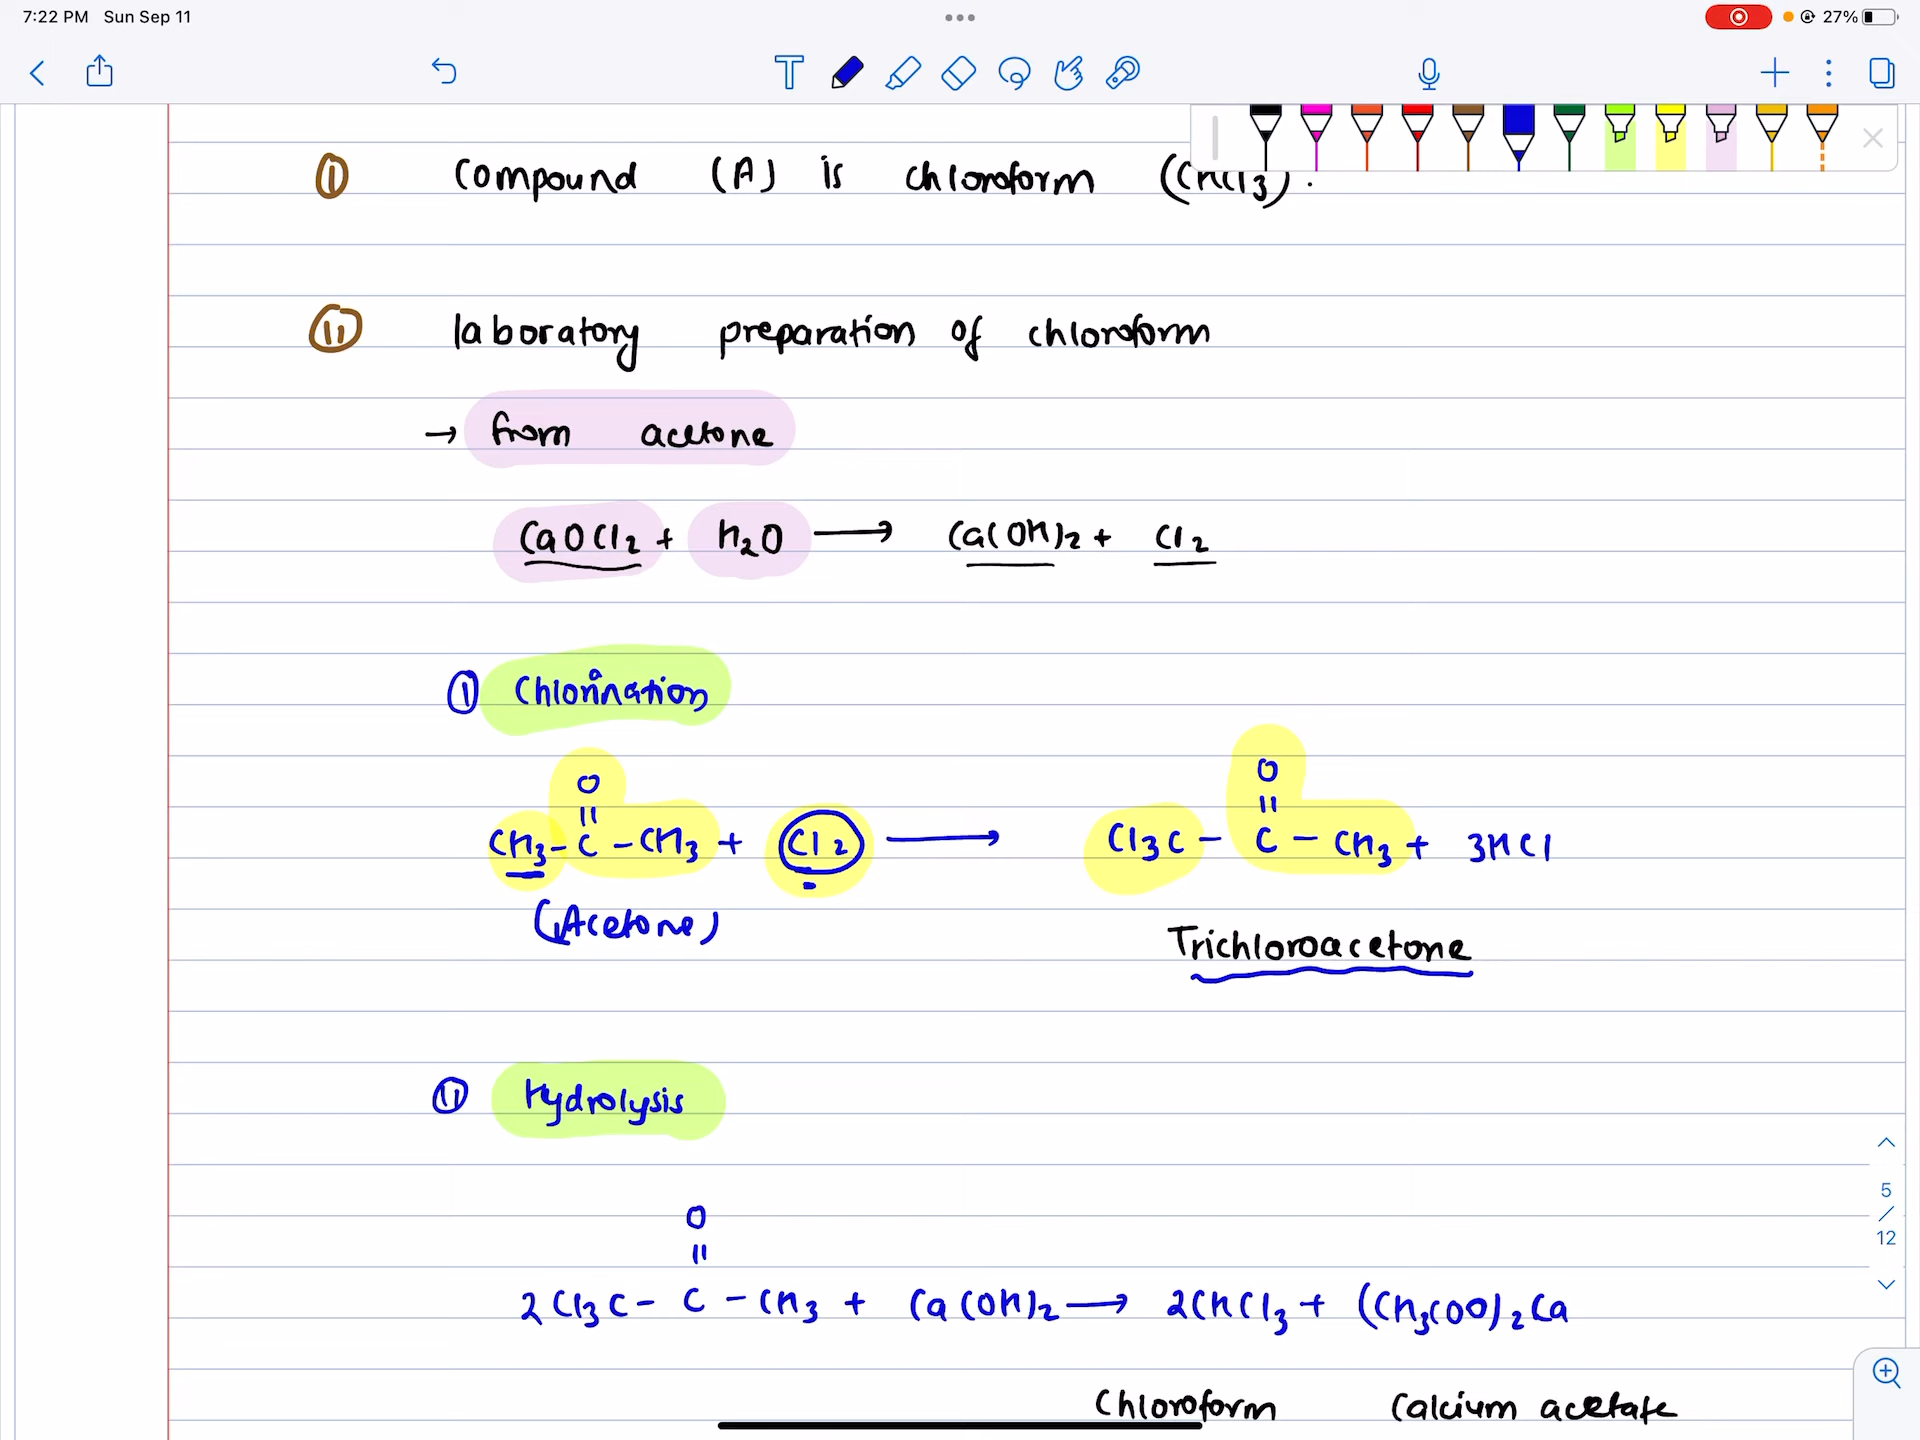 7:22 PM Sun Sep 11
27%
(i) Compound (A) is chloroform (CHCl3).
(ii) laboratory preparation of chloroform
→ from acetone
CaOCl2 + H2O ⟶ Ca(OH)2 + Cl2
(i) Chlorination
O O
|| ||
CH3 - C - CH3 + Cl2 ⟶ Cl3C - C - CH3 + 3HCl
(Acetone) Trichloroacetone
(ii) Hydrolysis
O
||
2Cl3C - C - CH3 + Ca(OH)2 ⟶ 2CHCl3 + (CH3COO)2Ca
Chloroform Calcium acetate
5
/
12